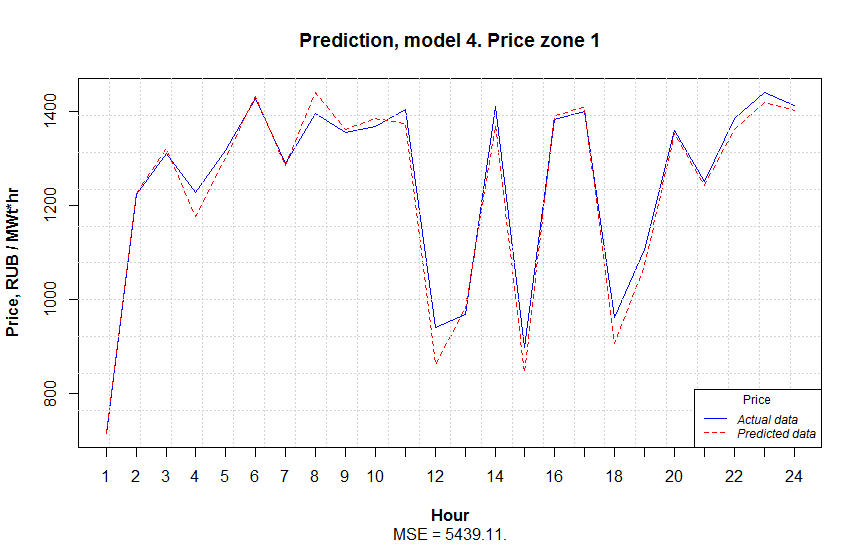 Prediction, model 4. Price zone 1
Price, RUB / MWt*hr
1400
1200
1000
800
Price
Actual data
Predicted data
1 2 3 4 5 6 7 8 9 10 12 14 16 18 20 22 24
Hour
MSE = 5439.11.